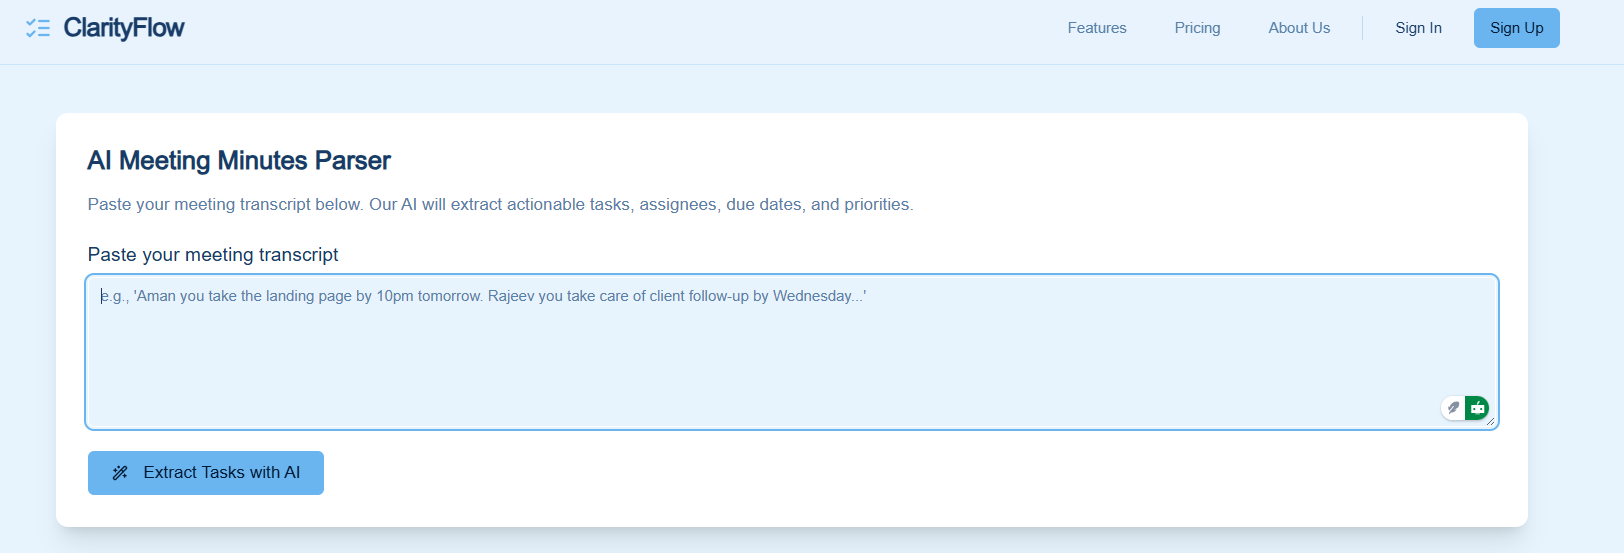 ClarityFlow
Features
Pricing
About Us
Sign In
Sign Up
AI Meeting Minutes Parser
Paste your meeting transcript below. Our AI will extract actionable tasks, assignees, due dates, and priorities.
Paste your meeting transcript
e.g., 'Aman you take the landing page by 10pm tomorrow. Rajeev you take care of client follow-up by Wednesday...'
Extract Tasks with AI